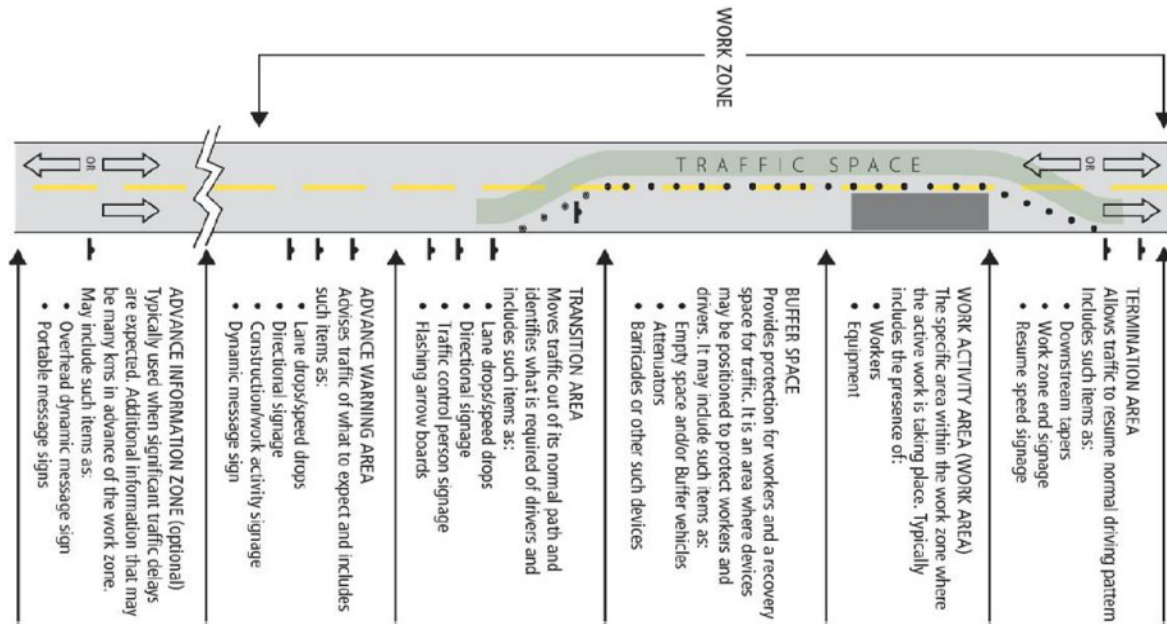 WORK ZONE
TRAFFIC SPACE
OR
OR
TERMINATION AREA
Allows traffic to resume normal driving pattern
Includes such items as:
• Downstream tapers
• Work zone end signage
• Resume speed signage
WORK ACTIVITY AREA (WORK AREA)
The specific area within the work zone where
the active work is taking place. Typically
includes the presence of:
• Workers
• Equipment
BUFFER SPACE
Provides protection for workers and a recovery
space for traffic. It is an area where devices
may be positioned to protect workers and
drivers. It may include such items as:
• Empty space and/or Buffer vehicles
• Attenuators
• Barricades or other such devices
TRANSITION AREA
Moves traffic out of its normal path and
identifies what is required of drivers and
includes such items as:
• Lane drops/speed drops
• Directional signage
• Traffic control person signage
• Flashing arrow boards
ADVANCE WARNING AREA
Advises traffic of what to expect and includes
such items as:
• Lane drops/speed drops
• Directional signage
• Construction/work activity signage
• Dynamic message sign
ADVANCE INFORMATION ZONE (optional)
Typically used when significant traffic delays
are expected. Additional information that may
be many kms in advance of the work zone.
May include such items as:
• Overhead dynamic message sign
• Portable message signs